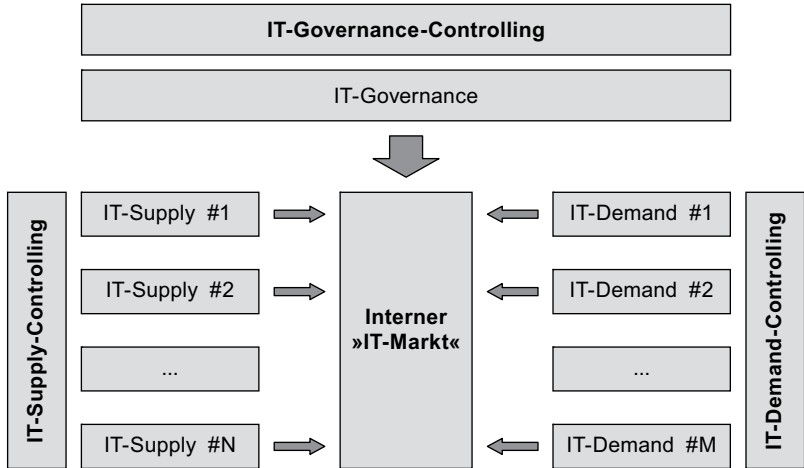 IT-Governance-Controlling
IT-Governance
IT-Supply-Controlling
IT-Supply #1
IT-Supply #2
...
IT-Supply #N
Interner
»IT-Markt«
IT-Demand #1
IT-Demand #2
...
IT-Demand #M
IT-Demand-Controlling